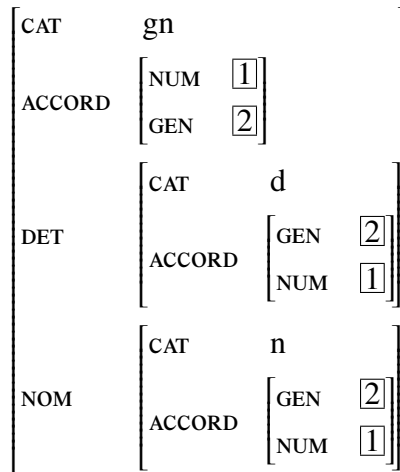 CAT gn
NUM 1
ACCORD
GEN 2
CAT d
DET
GEN 2
ACCORD
NUM 1
CAT n
NOM
GEN 2
ACCORD
NUM 1